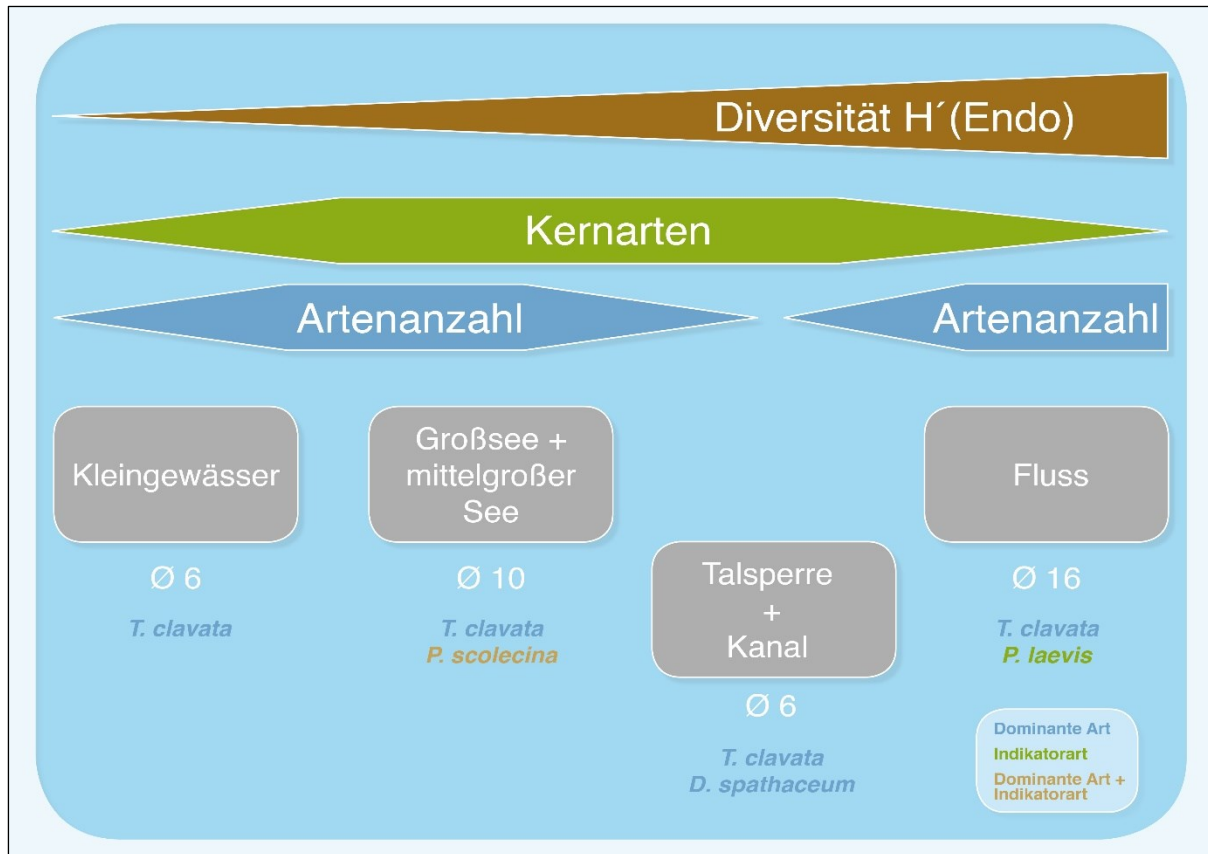 Diversität H´(Endo)
Kernarten
Artenanzahl
Artenanzahl
Kleingewässer
Ø 6
T. clavata
Großsee +
mittelgroßer
See
Ø 10
T. clavata
P. scolecina
Talsperre
+
Kanal
Ø 6
T. clavata
D. spathaceum
Fluss
Ø 16
T. clavata
P. laevis
Dominante Art
Indikatorart
Dominante Art +
Indikatorart